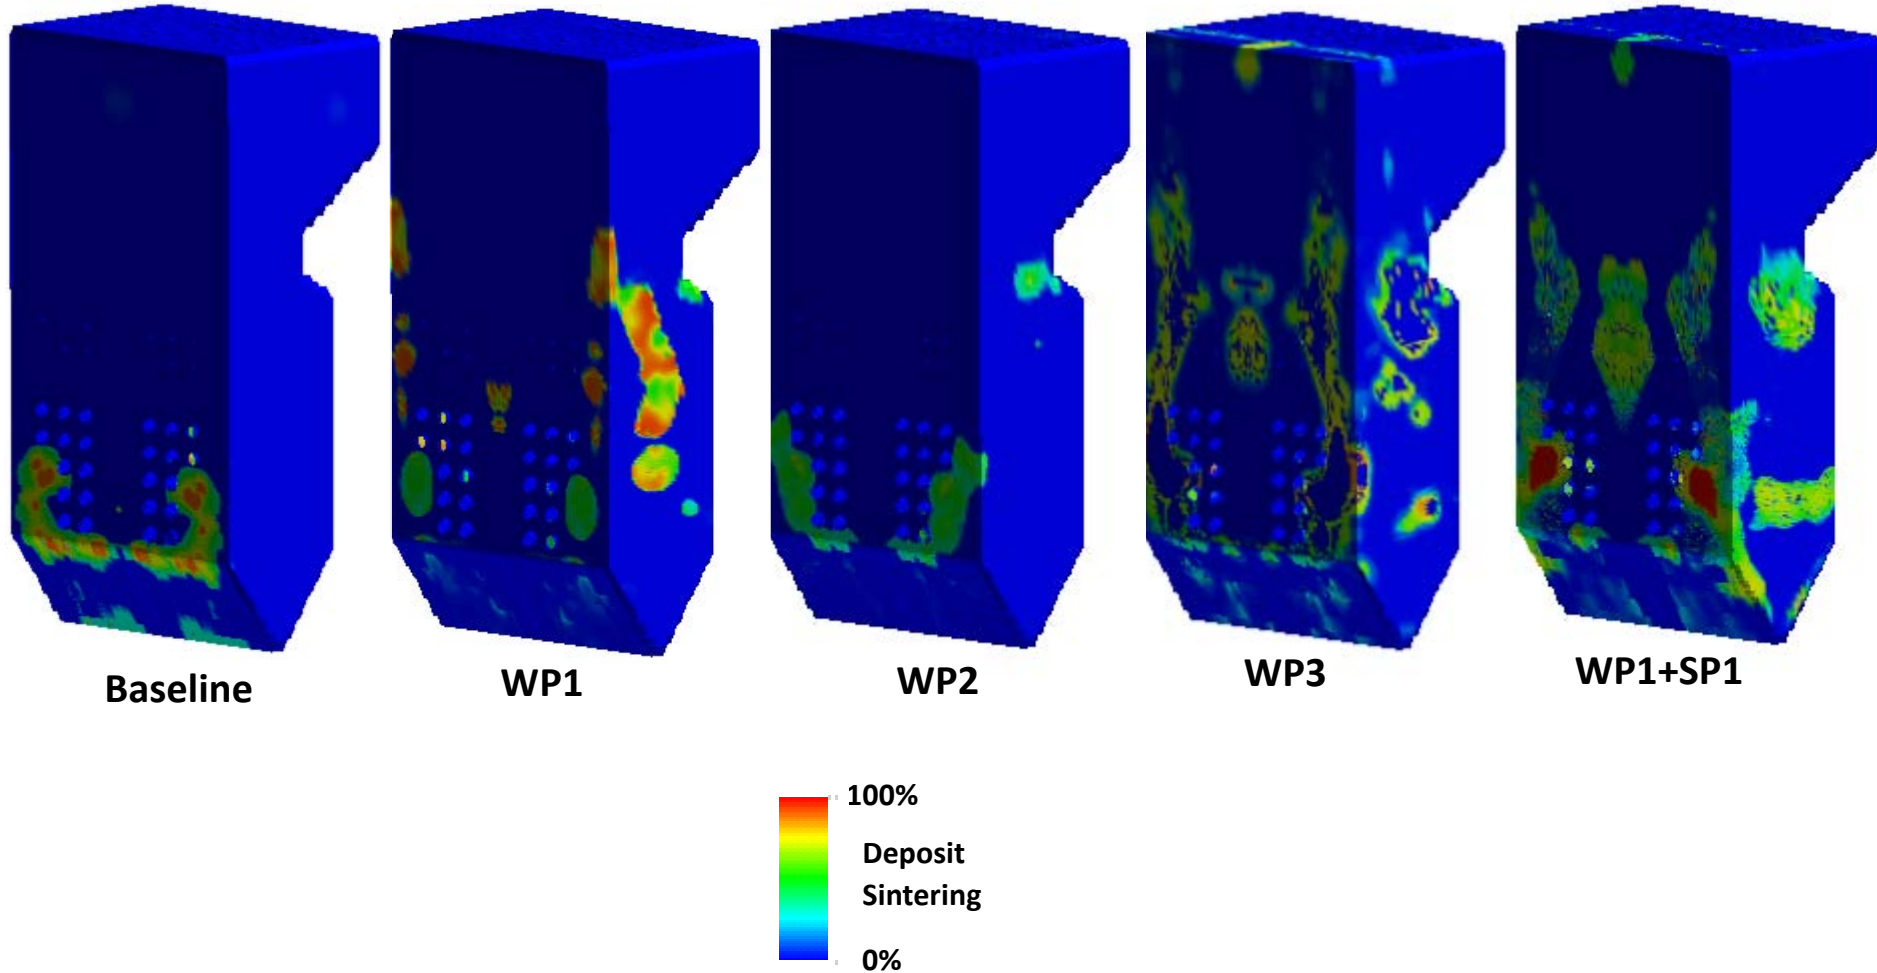 Baseline
WP1
WP2
WP3
WP1+SP1
100%
Deposit
Sintering
0%